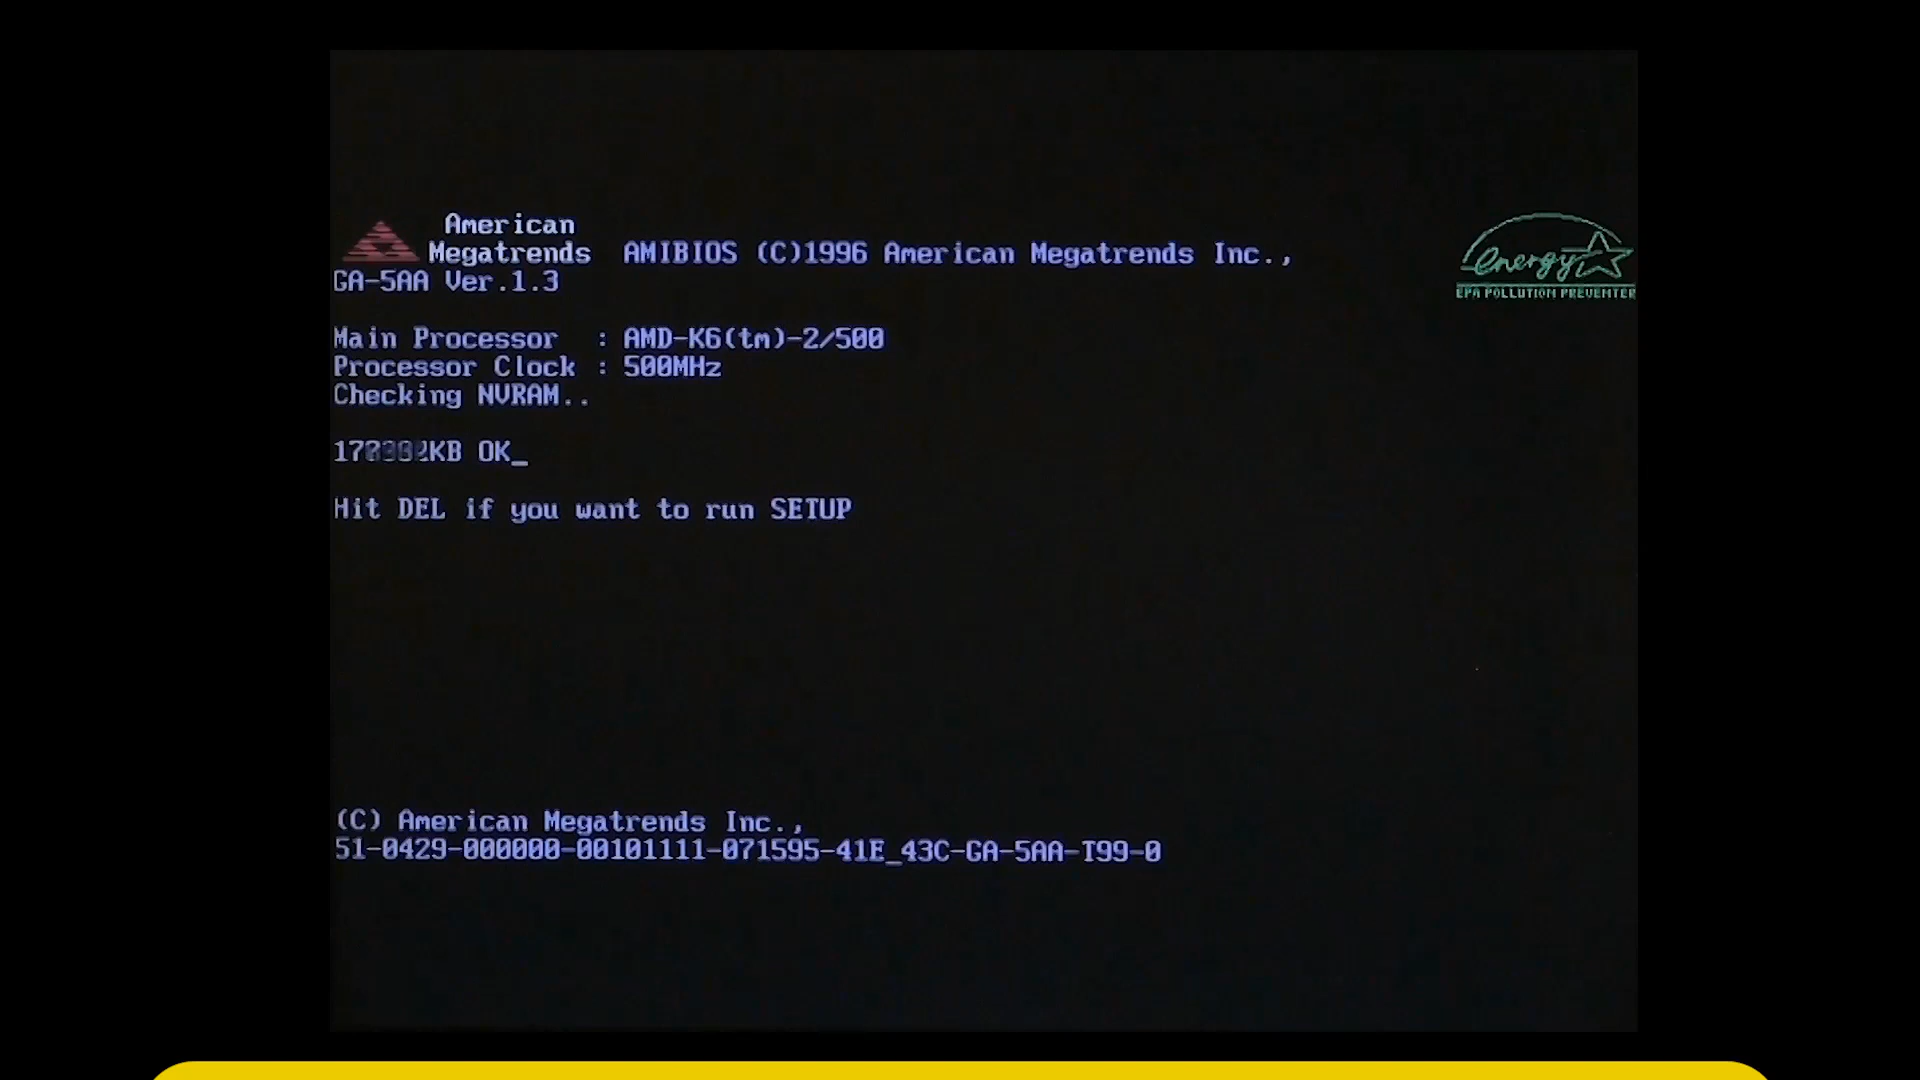 American
Megatrends AMIBIOS (C)1996 American Megatrends Inc.,
GA-5AA Ver.1.3
energy
EPA POLLUTION PREVENTER
Main Processor : AMD-K6(tm)-2/500
Processor Clock : 500MHz
Checking NVRAM..
OK_
Hit DEL if you want to run SETUP
(C) American Megatrends Inc.,
51-0429-000000-00101111-071595-41E_43C-GA-5AA-I99-0